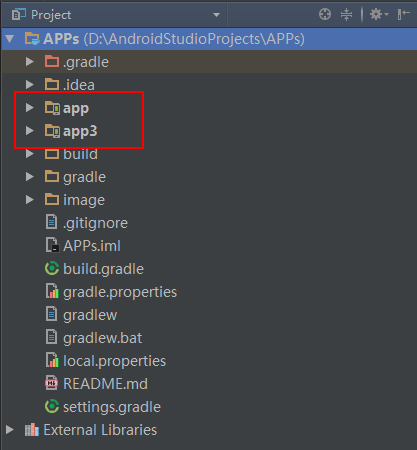 Project
APPs (D:\AndroidStudioProjects\APPs)
.gradle
.idea
app
app3
build
gradle
image
.gitignore
APPs.iml
build.gradle
gradle.properties
gradlew
gradlew.bat
local.properties
README.md
settings.gradle
External Libraries